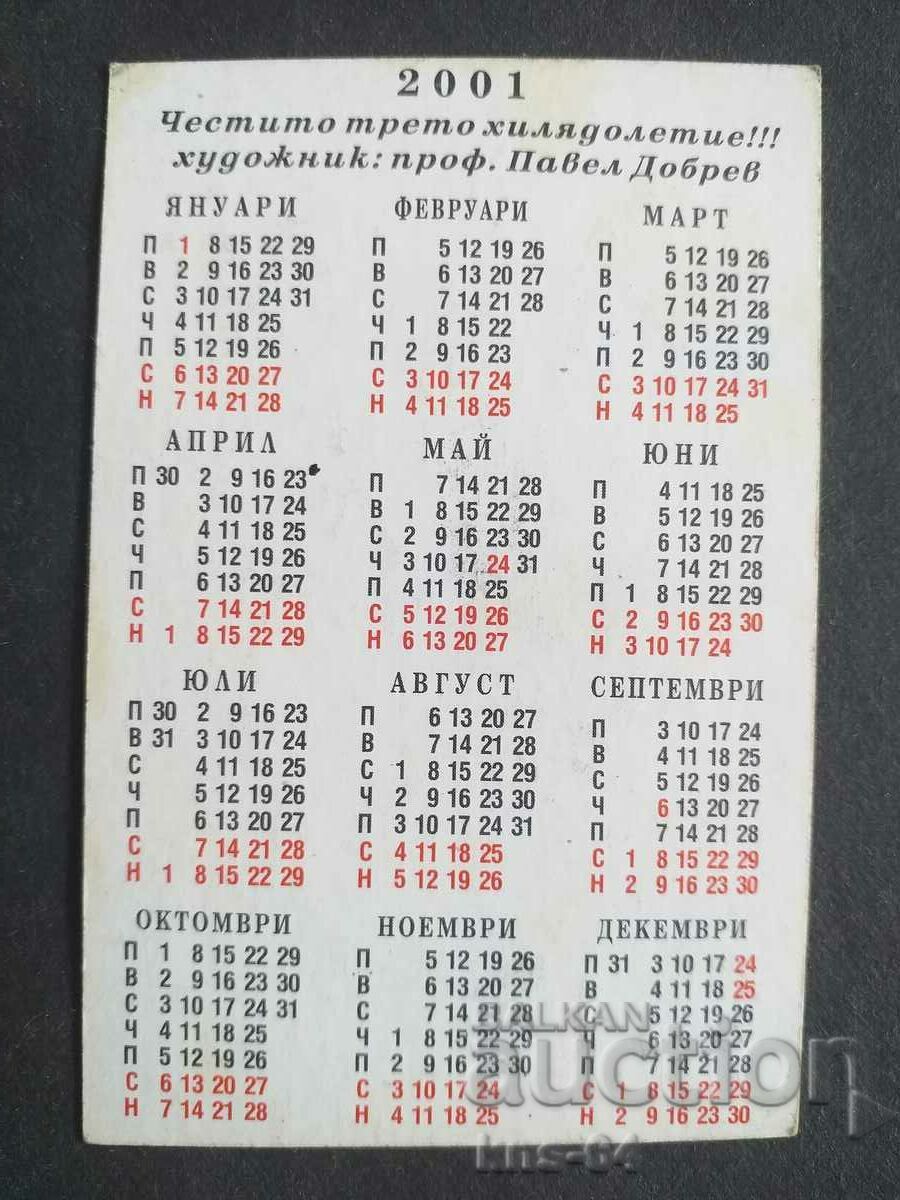 2001
Честито трето хилядолетие!!!
художник: проф. Павел Добрев
ЯНУАРИ
П 1 8 15 22 29
В 2 9 16 23 30
С 3 10 17 24 31
Ч 4 11 18 25
П 5 12 19 26
С 6 13 20 27
Н 7 14 21 28
ФЕВРУАРИ
П 5 12 19 26
В 6 13 20 27
С 7 14 21 28
Ч 1 8 15 22
П 2 9 16 23
С 3 10 17 24
Н 4 11 18 25
МАРТ
П 5 12 19 26
В 6 13 20 27
С 7 14 21 28
Ч 1 8 15 22 29
П 2 9 16 23 30
С 3 10 17 24 31
Н 4 11 18 25
АПРИЛ
П 30 2 9 16 23
В 3 10 17 24
С 4 11 18 25
Ч 5 12 19 26
П 6 13 20 27
С 7 14 21 28
Н 1 8 15 22 29
МАЙ
П 7 14 21 28
В 1 8 15 22 29
С 2 9 16 23 30
Ч 3 10 17 24 31
П 4 11 18 25
С 5 12 19 26
Н 6 13 20 27
ЮНИ
П 4 11 18 25
В 5 12 19 26
С 6 13 20 27
Ч 7 14 21 28
П 1 8 15 22 29
С 2 9 16 23 30
Н 3 10 17 24
ЮЛИ
П 30 2 9 16 23
В 31 3 10 17 24
С 4 11 18 25
Ч 5 12 19 26
П 6 13 20 27
С 7 14 21 28
Н 1 8 15 22 29
АВГУСТ
П 6 13 20 27
В 7 14 21 28
С 1 8 15 22 29
Ч 2 9 16 23 30
П 3 10 17 24 31
С 4 11 18 25
Н 5 12 19 26
СЕПТЕМВРИ
П 3 10 17 24
В 4 11 18 25
С 5 12 19 26
Ч 6 13 20 27
П 7 14 21 28
С 1 8 15 22 29
Н 2 9 16 23 30
ОКТОМВРИ
П 1 8 15 22 29
В 2 9 16 23 30
С 3 10 17 24 31
Ч 4 11 18 25
П 5 12 19 26
С 6 13 20 27
Н 7 14 21 28
НОЕМВРИ
П 5 12 19 26
В 6 13 20 27
С 7 14 21 28
Ч 1 8 15 22 29
П 2 9 16 23 30
С 3 10 17 24
Н 4 11 18 25
ДЕКЕМВРИ
П 31 3 10 17 24
В 4 11 18 25
С 5 12 19 26
Ч 6 13 20 27
П 7 14 21 28
С 1 8 15 22 29
Н 2 9 16 23 30
BALKAN
auction
kns-64